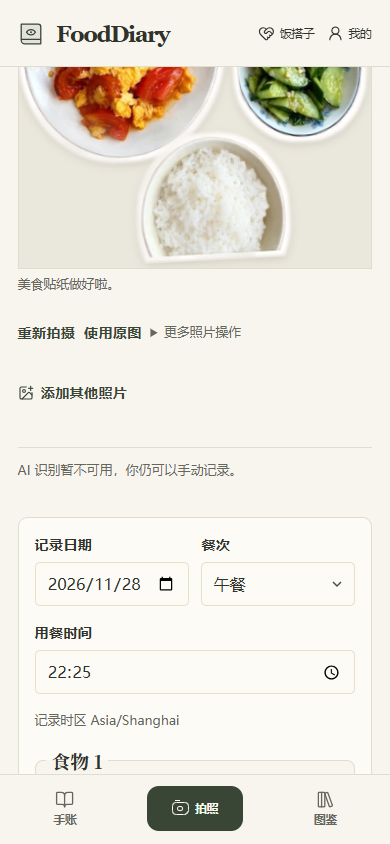 FoodDiary
饭搭子
我的
美食贴纸做好啦。
重新拍摄 使用原图 ▶ 更多照片操作
添加其他照片
AI 识别暂不可用，你仍可以手动记录。
记录日期
餐次
2026/11/28
午餐
用餐时间
22:25
记录时区 Asia/Shanghai
食物 1
手账
拍照
图鉴